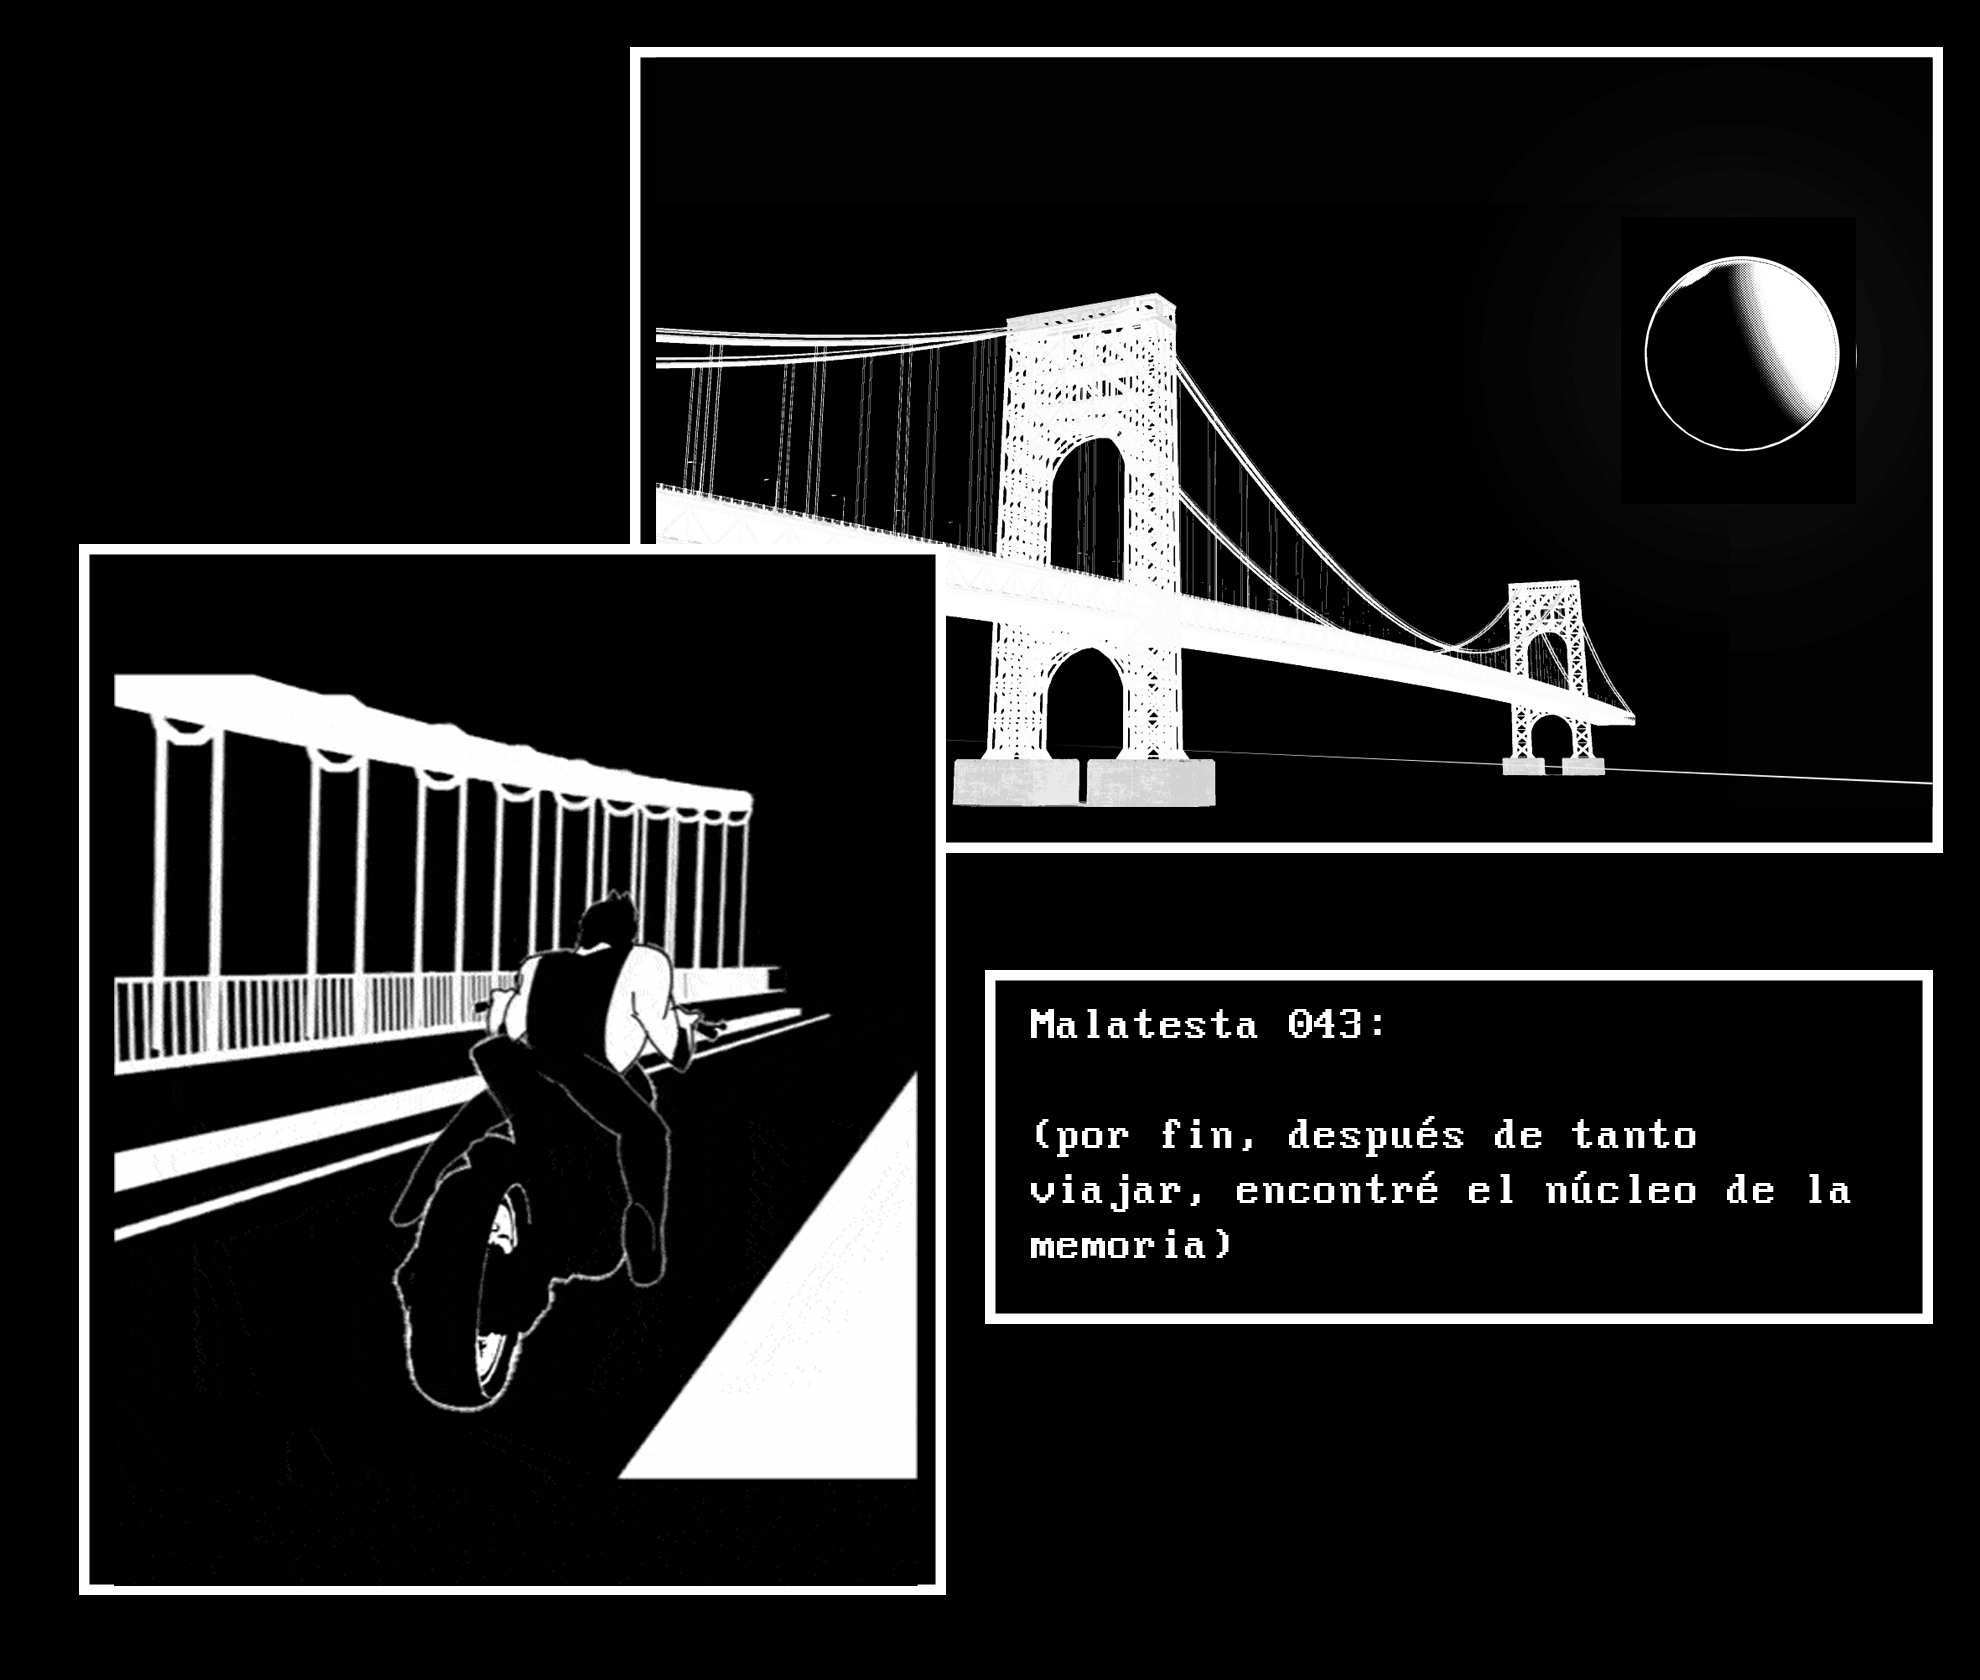 Malatesta 043:
(por fin, después de tanto
viajar, encontré el núcleo de la
memoria)